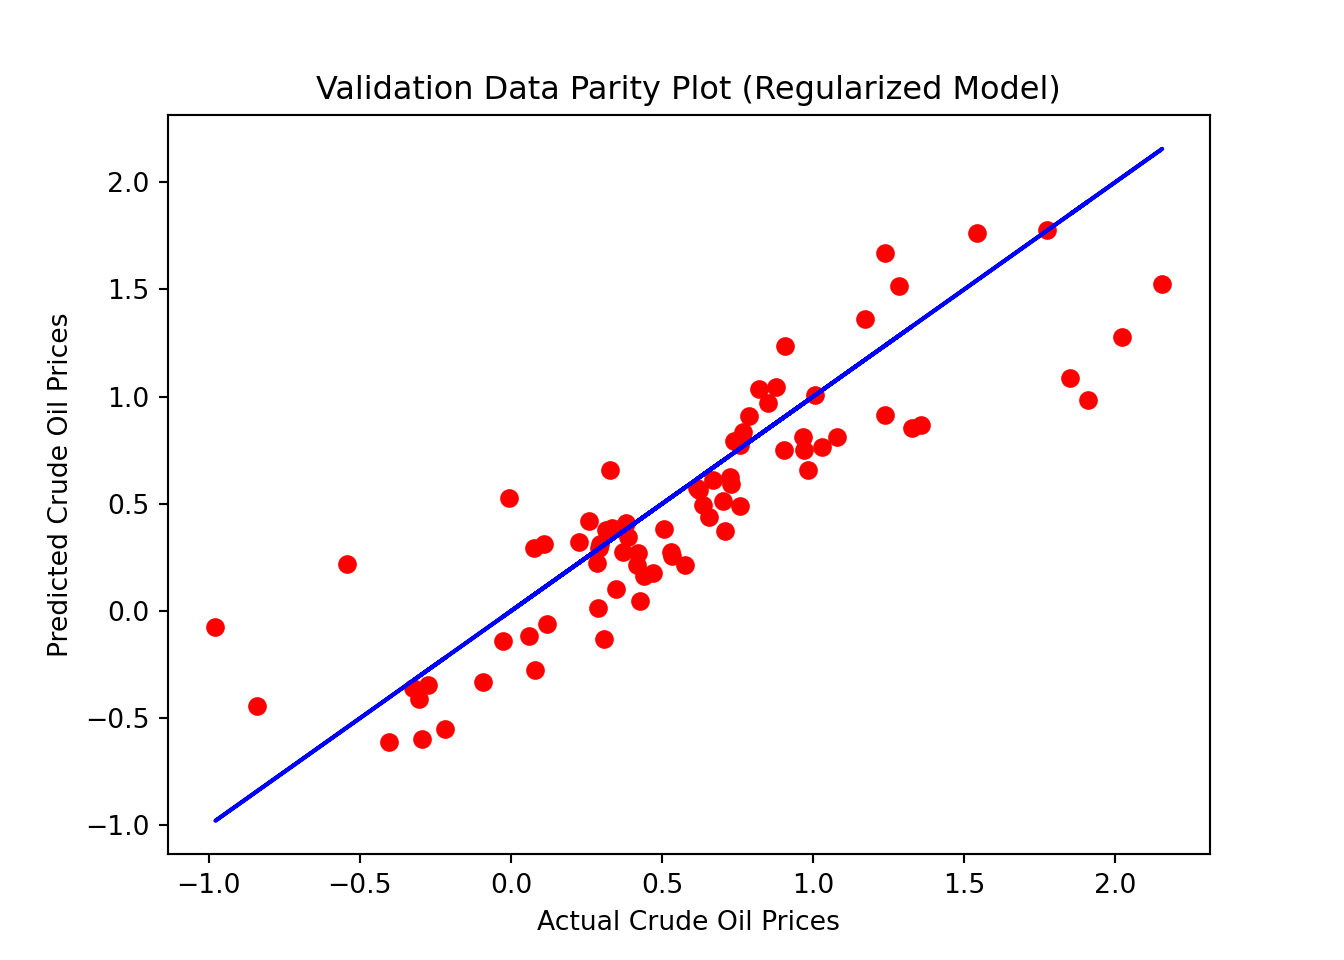 Validation Data Parity Plot (Regularized Model)
2.0
1.5
1.0
0.5
0.0
−0.5
−1.0
Predicted Crude Oil Prices
−1.0 −0.5 0.0 0.5 1.0 1.5 2.0
Actual Crude Oil Prices